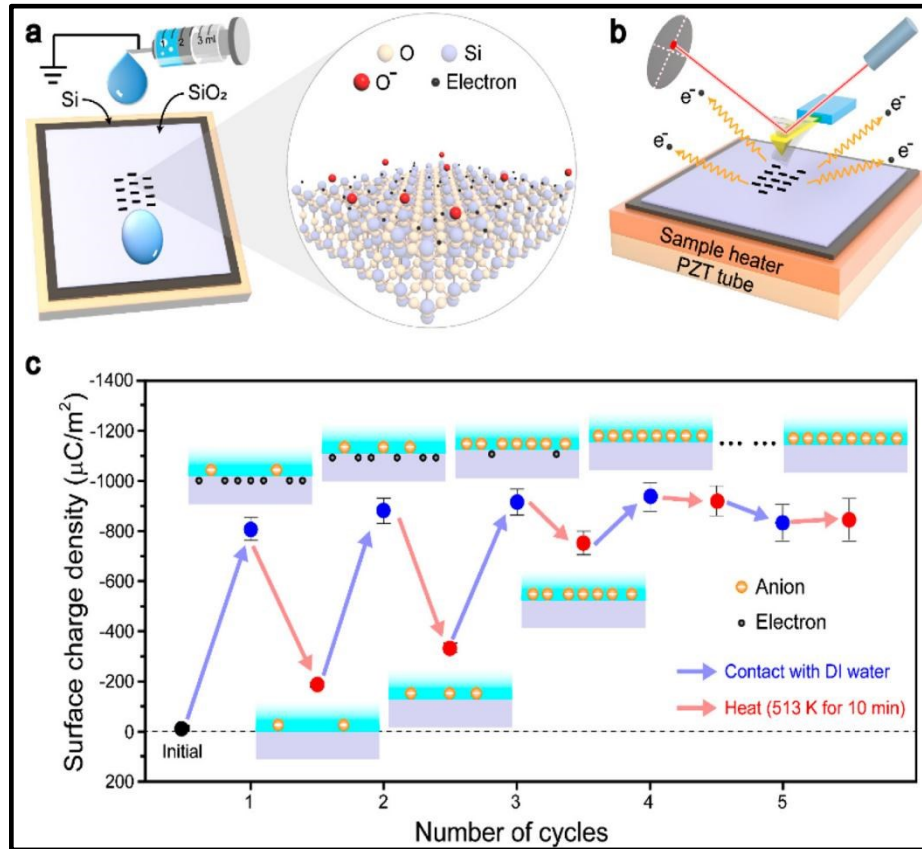 a
1 2 3 ml
Si
SiO₂
O Si
O⁻ Electron
b
e⁻ e⁻
e⁻ e⁻
Sample heater
PZT tube
c
Surface charge density (μC/m²)
-1400
-1200
-1000
-800
-600
-400
-200
0
200
Initial
Anion
Electron
Contact with DI water
Heat (513 K for 10 min)
1 2 3 4 5
Number of cycles